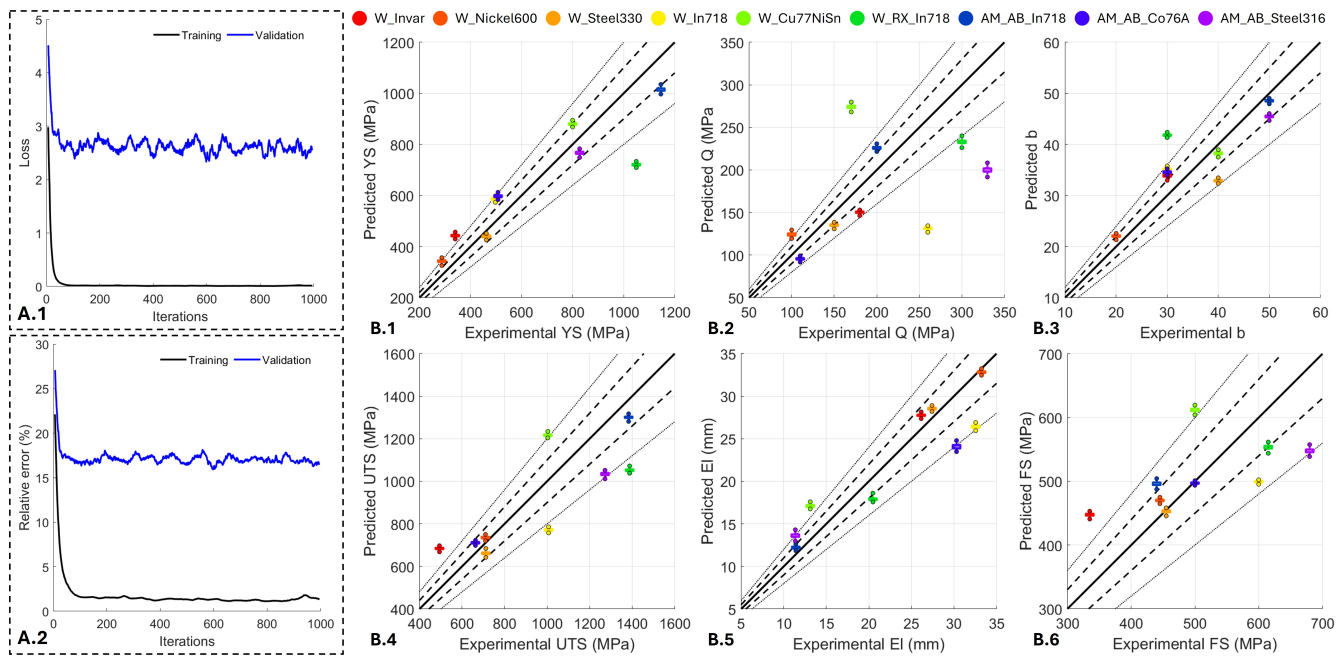 W_Invar W_Nickel600 W_Steel330 W_In718 W_Cu77NiSn W_RX_In718 AM_AB_In718 AM_AB_Co76A AM_AB_Steel316
Training Validation
Loss
5
4
3
2
1
0
0 200 400 600 800 1000
Iterations
A.1
Training Validation
Relative error (%)
30
25
20
15
10
5
0
0 200 400 600 800 1000
Iterations
A.2
Predicted YS (MPa)
1200
1000
800
600
400
200
200 400 600 800 1000 1200
Experimental YS (MPa)
B.1
Predicted Q (MPa
350
300
250
200
150
100
50
50 100 150 200 250 300 350
Experimental Q (MPa)
B.2
Predicted b
60
50
40
30
20
10
10 20 30 40 50 60
Experimental b
B.3
Predicted UTS (MPa)
1600
1400
1200
1000
800
600
400
400 600 800 1000 1200 1400 1600
Experimental UTS (MPa)
B.4
Predicted El (mm)
35
30
25
20
15
10
5
5 10 15 20 25 30 35
Experimental El (mm)
B.5
Predicted FS (MPa)
700
600
500
400
300
300 400 500 600 700
Experimental FS (MPa)
B.6